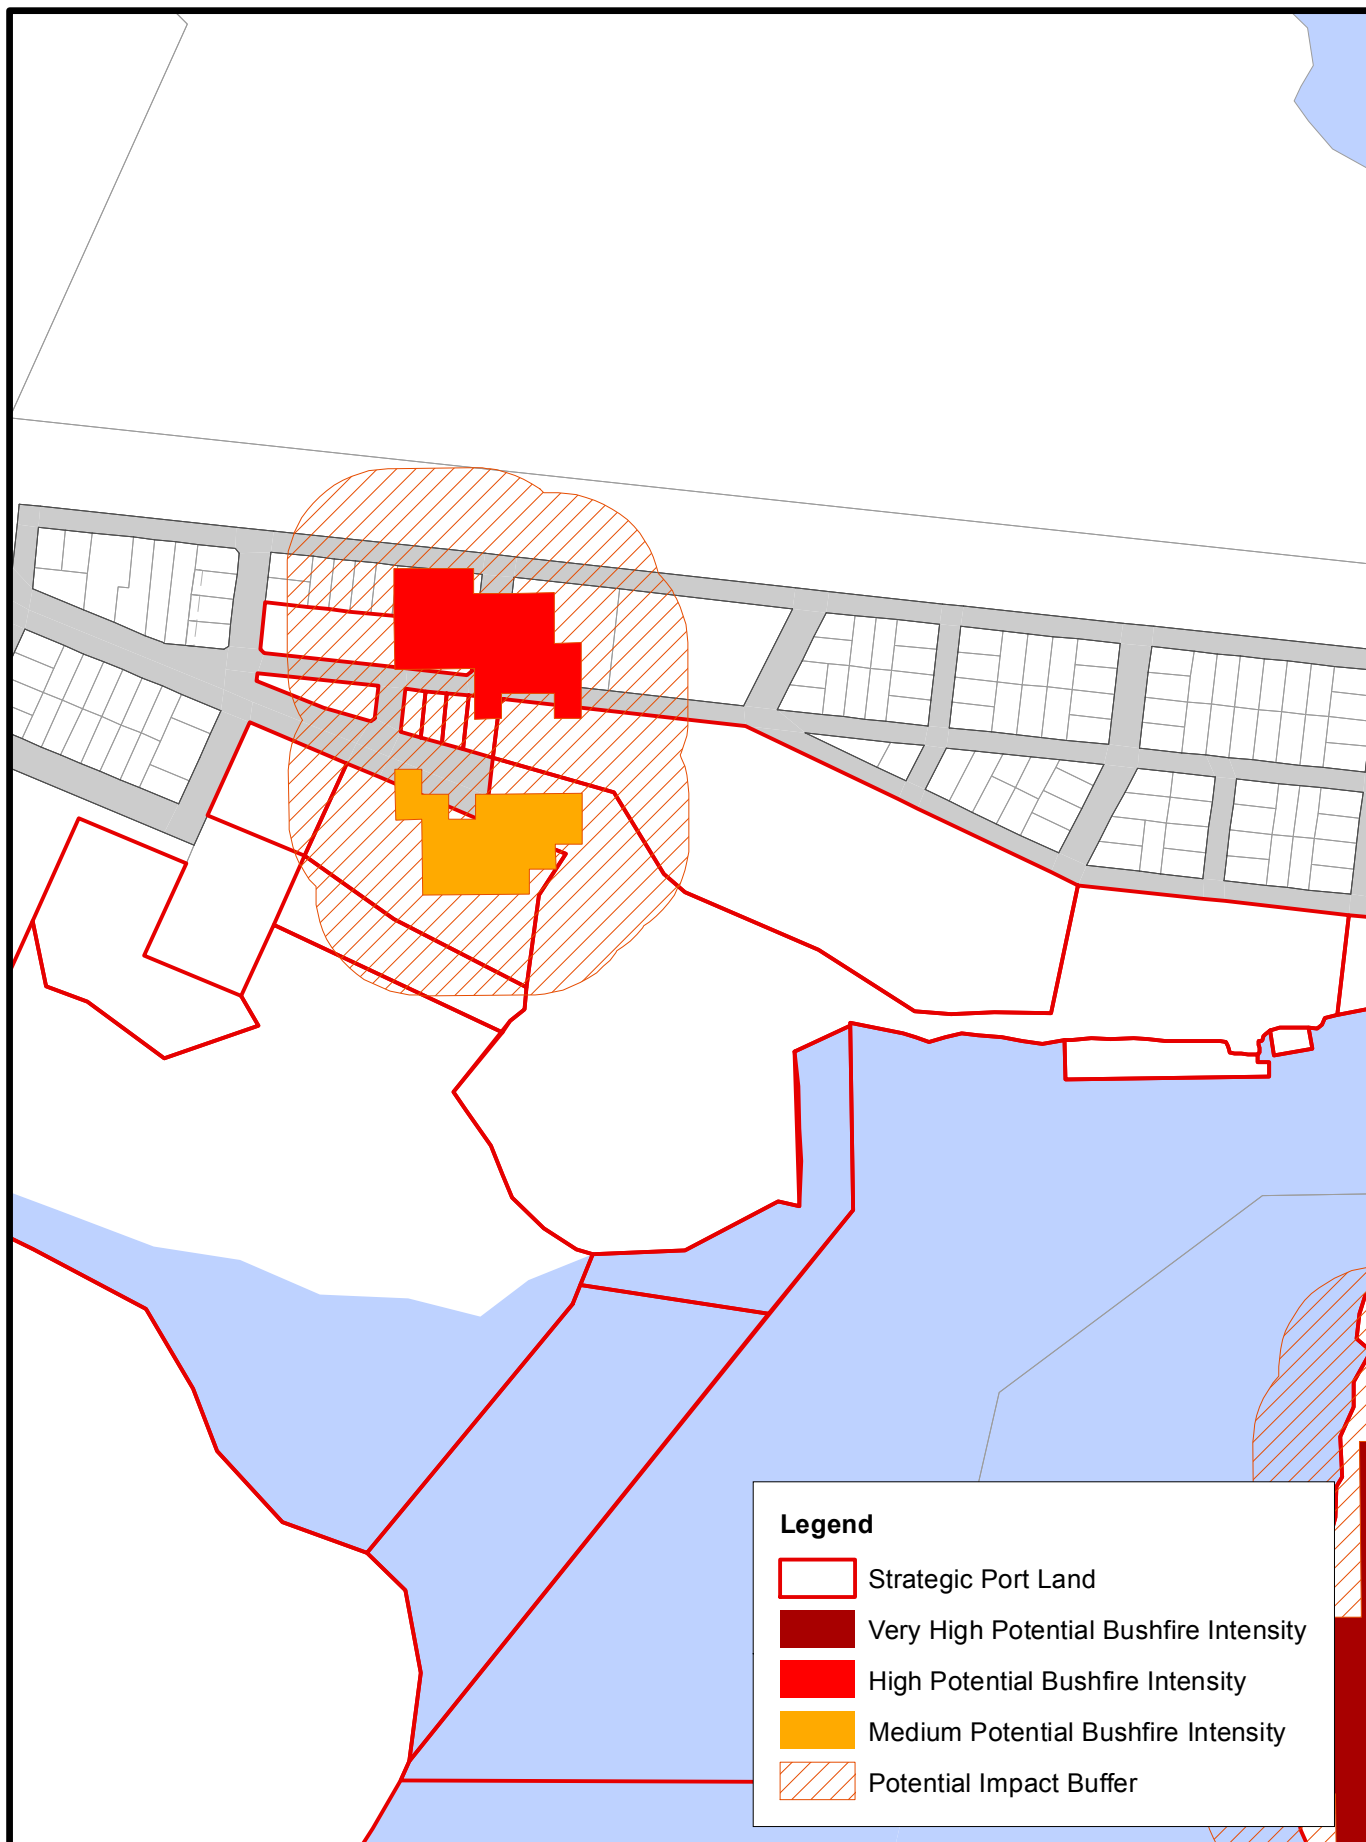 Legend
Strategic Port Land
Very High Potential Bushfire Intensity
High Potential Bushfire Intensity
Medium Potential Bushfire Intensity
Potential Impact Buffer